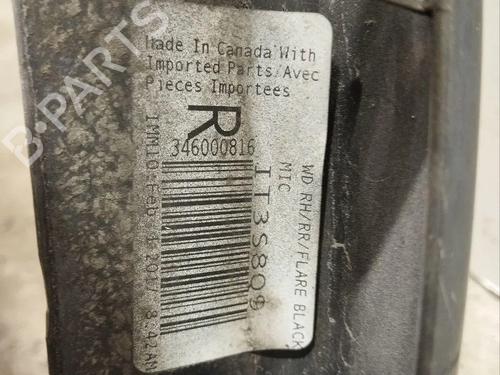 Made In Canada With
Imported Parts/Avec
Pieces Importees
R
346000816
IT3S809
WD RH/RR/FLARE BLACK
MIC
Feb
2017
B-PARTS